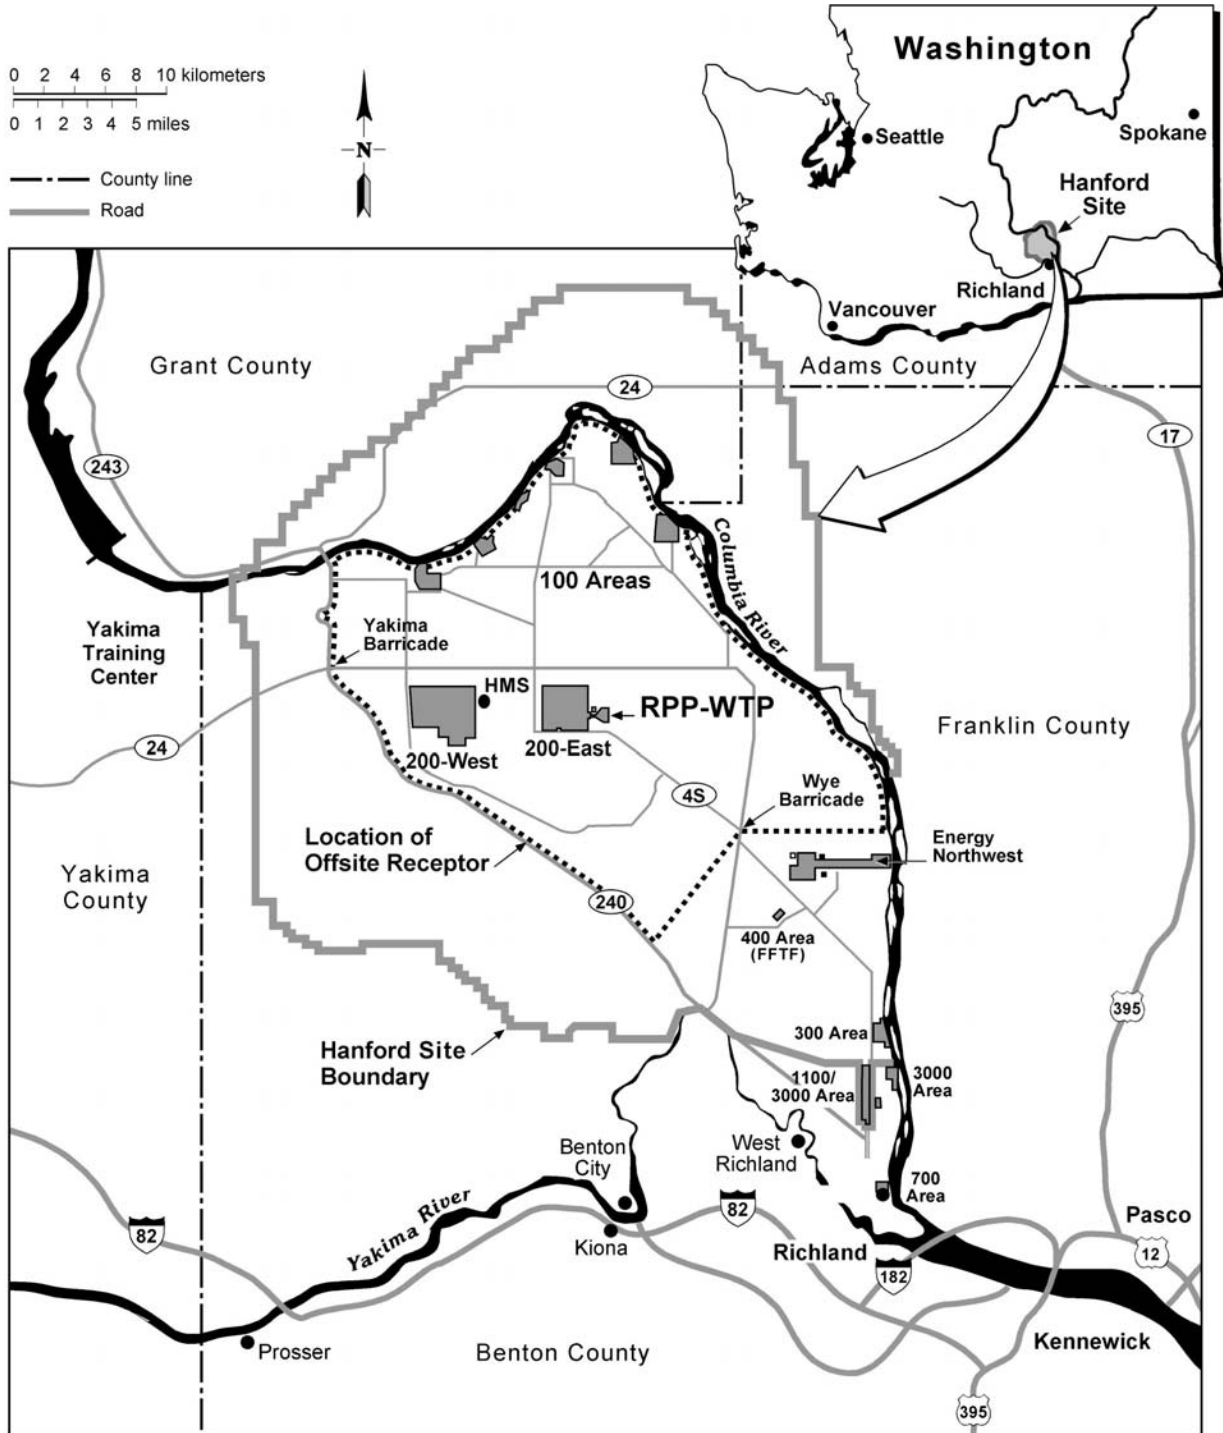 Washington
0 2 4 6 8 10 kilometers
0 1 2 3 4 5 miles
N
County line
Road
Seattle
Spokane
Hanford
Site
Richland
Vancouver
Grant County
Adams County
24
17
243
Columbia River
100 Areas
Yakima
Training
Center
Yakima
Barricade
HMS
RPP-WTP
200-West
200-East
24
Franklin County
4S
Wye
Barricade
Location of
Offsite Receptor
Energy
Northwest
Yakima
County
240
400 Area
(FFTF)
395
300 Area
Hanford Site
Boundary
1100/
3000 Area
3000
Area
Benton
City
West
Richland
700
Area
Yakima River
82
82
Pasco
12
Kiona
Richland
182
Kennewick
Prosser
Benton County
395